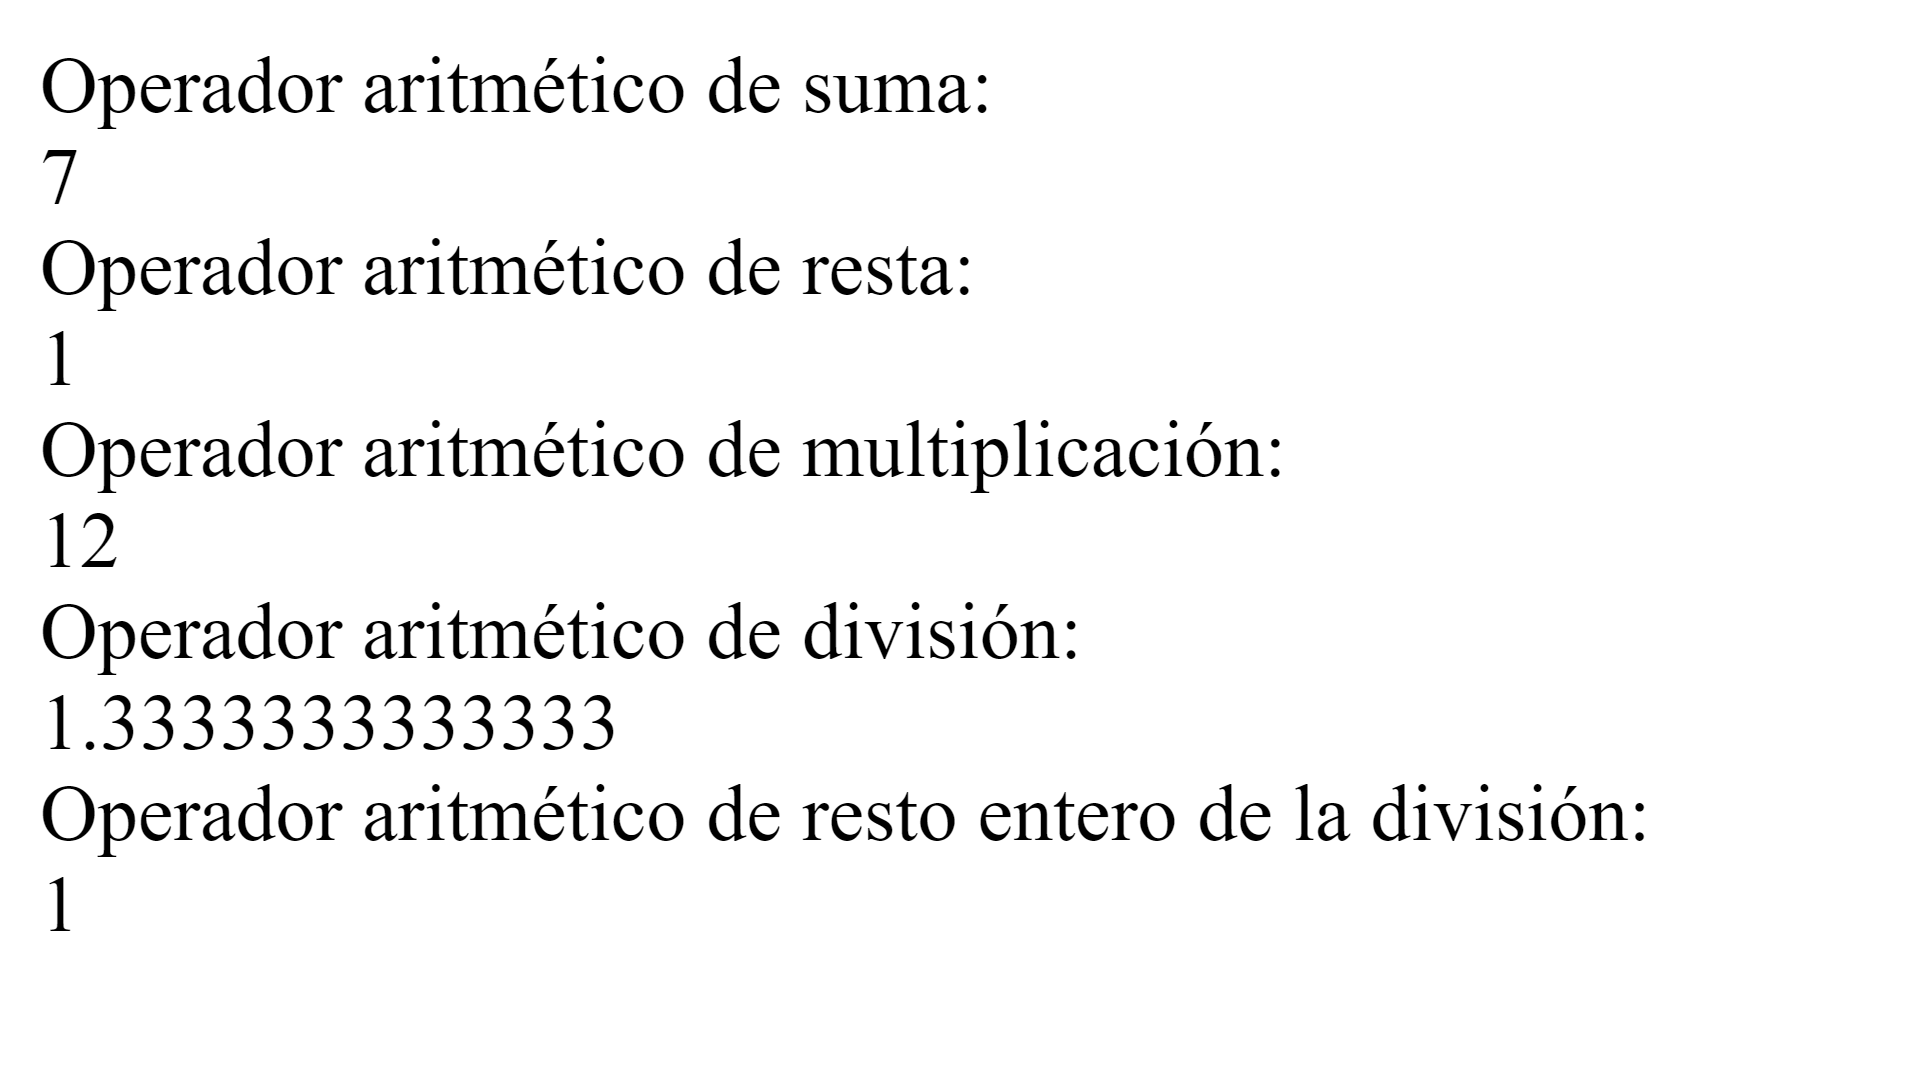 Operador aritmético de suma:
7
Operador aritmético de resta:
1
Operador aritmético de multiplicación:
12
Operador aritmético de división:
1.3333333333333
Operador aritmético de resto entero de la división:
1